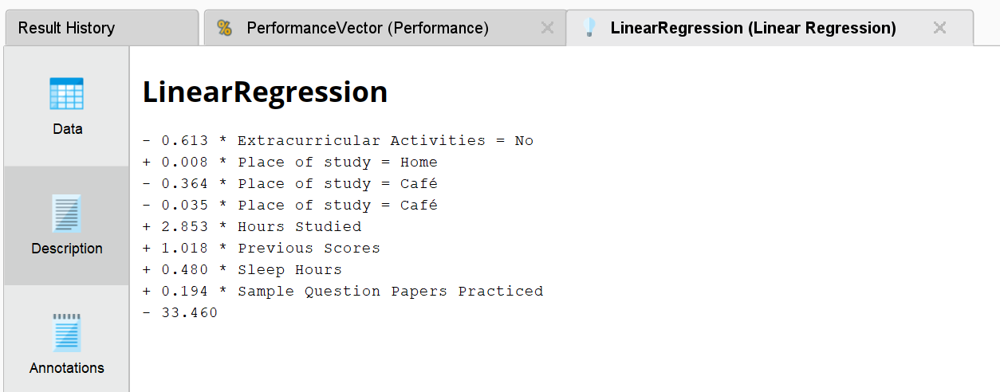 Result History
PerformanceVector (Performance)
LinearRegression (Linear Regression)
Data
Description
Annotations
LinearRegression
- 0.613 * Extracurricular Activities = No
+ 0.008 * Place of study = Home
- 0.364 * Place of study = Café
- 0.035 * Place of study = Café
+ 2.853 * Hours Studied
+ 1.018 * Previous Scores
+ 0.480 * Sleep Hours
+ 0.194 * Sample Question Papers Practiced
- 33.460